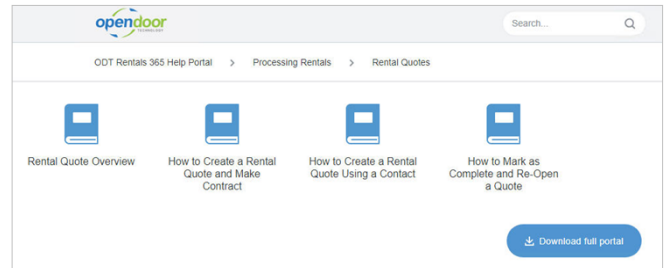 opendoor
TECHNOLOGY
Search...
ODT Rentals 365 Help Portal > Processing Rentals > Rental Quotes
Rental Quote Overview
How to Create a Rental
Quote and Make
Contract
How to Create a Rental
Quote Using a Contact
How to Mark as
Complete and Re-Open
a Quote
Download full portal